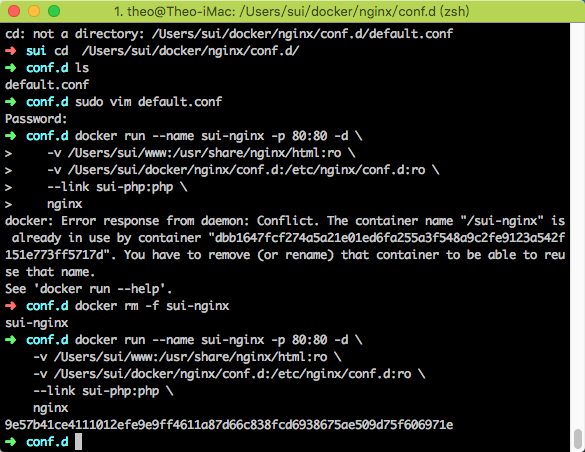 1. theo@Theo-iMac: /Users/sui/docker/nginx/conf.d (zsh)
cd: not a directory: /Users/sui/docker/nginx/conf.d/default.conf
➜  sui cd  /Users/sui/docker/nginx/conf.d/
➜  conf.d ls
default.conf
➜  conf.d sudo vim default.conf
Password:
➜  conf.d docker run --name sui-nginx -p 80:80 -d \
>     -v /Users/sui/www:/usr/share/nginx/html:ro \
>     -v /Users/sui/docker/nginx/conf.d:/etc/nginx/conf.d:ro \
>     --link sui-php:php \
>     nginx
docker: Error response from daemon: Conflict. The container name "/sui-nginx" is
 already in use by container "dbb1647fcf274a5a21e01ed6fa255a3f548a9c2fe9123a542f
151e773ff5717d". You have to remove (or rename) that container to be able to reu
se that name.
See 'docker run --help'.
➜  conf.d docker rm -f sui-nginx
sui-nginx
➜  conf.d docker run --name sui-nginx -p 80:80 -d \
    -v /Users/sui/www:/usr/share/nginx/html:ro \
    -v /Users/sui/docker/nginx/conf.d:/etc/nginx/conf.d:ro \
    --link sui-php:php \
    nginx
9e57b41ce4111012efe9e9ff4611a87d66c838fcd6938675ae509d75f606971e
➜  conf.d